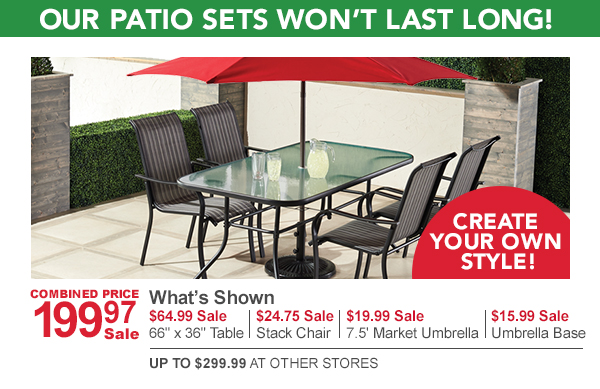 OUR PATIO SETS WON'T LAST LONG!
CREATE
YOUR OWN
STYLE!
COMBINED PRICE
199.97
Sale
What's Shown
$64.99 Sale
66" x 36" Table
$24.75 Sale
Stack Chair
$19.99 Sale
7.5' Market Umbrella
$15.99 Sale
Umbrella Base
UP TO $299.99 AT OTHER STORES